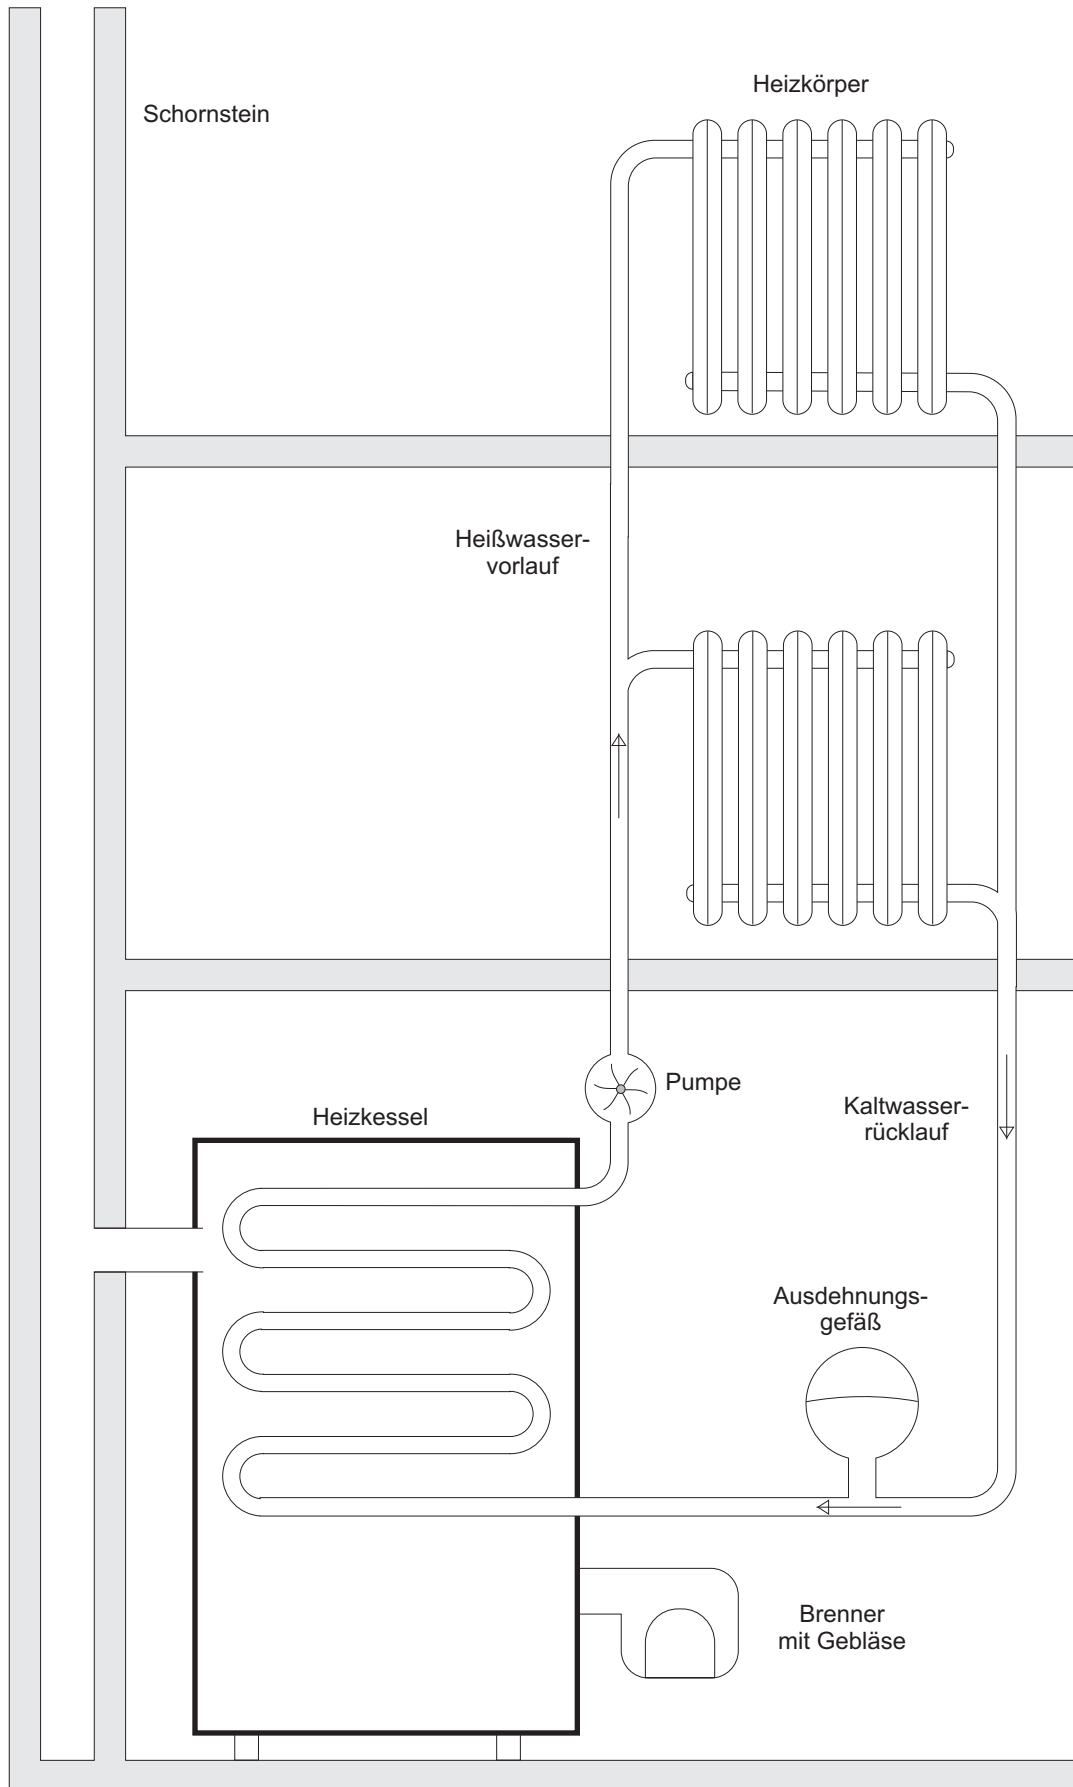 Heizkörper
Schornstein
Heißwasser-
vorlauf
Pumpe
Kaltwasser-
rücklauf
Heizkessel
Ausdehnungs-
gefäß
Brenner
mit Gebläse